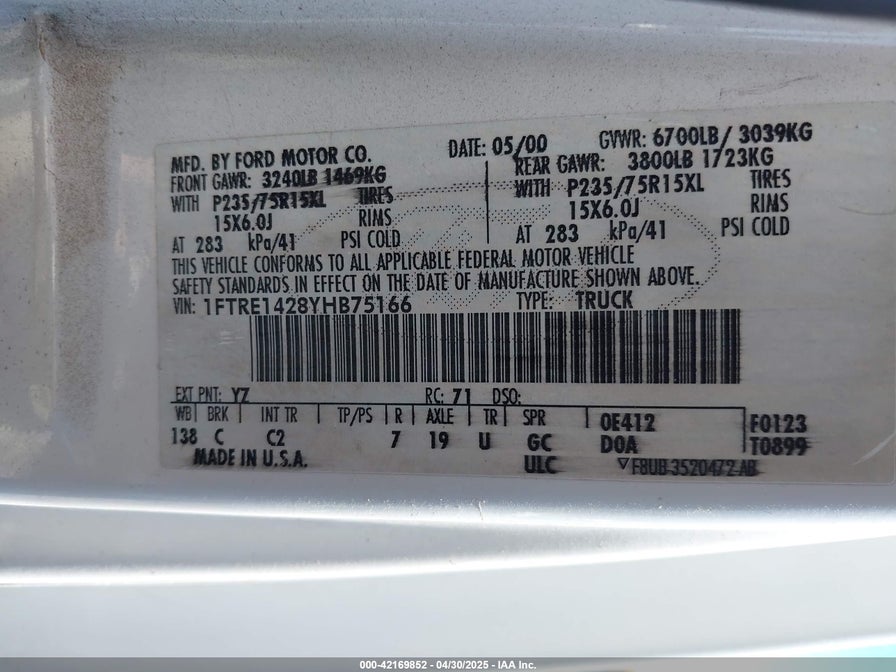 MFD. BY FORD MOTOR CO. DATE: 05/00 GVWR: 6700LB/ 3039KG
FRONT GAWR: 3240LB 1469KG REAR GAWR: 3800LB 1723KG
WITH P235/75R15XL TIRES WITH P235/75R15XL TIRES
15X6.0J RIMS 15X6.0J RIMS
AT 283 kPa/41 PSI COLD AT 283 kPa/41 PSI COLD
THIS VEHICLE CONFORMS TO ALL APPLICABLE FEDERAL MOTOR VEHICLE
SAFETY STANDARDS IN EFFECT ON THE DATE OF MANUFACTURE SHOWN ABOVE.
VIN: 1FTRE1428YHB75166 TYPE: TRUCK
EXT PNT: YZ RC: 71 DSO:
WB BRK INT TR TP/PS R AXLE TR SPR 0E412 F0123
138 C C2 7 19 U GC D0A T0899
MADE IN U.S.A. ULC F8UB-3520472-AB
000-42169852 - 04/30/2025 - IAA Inc.